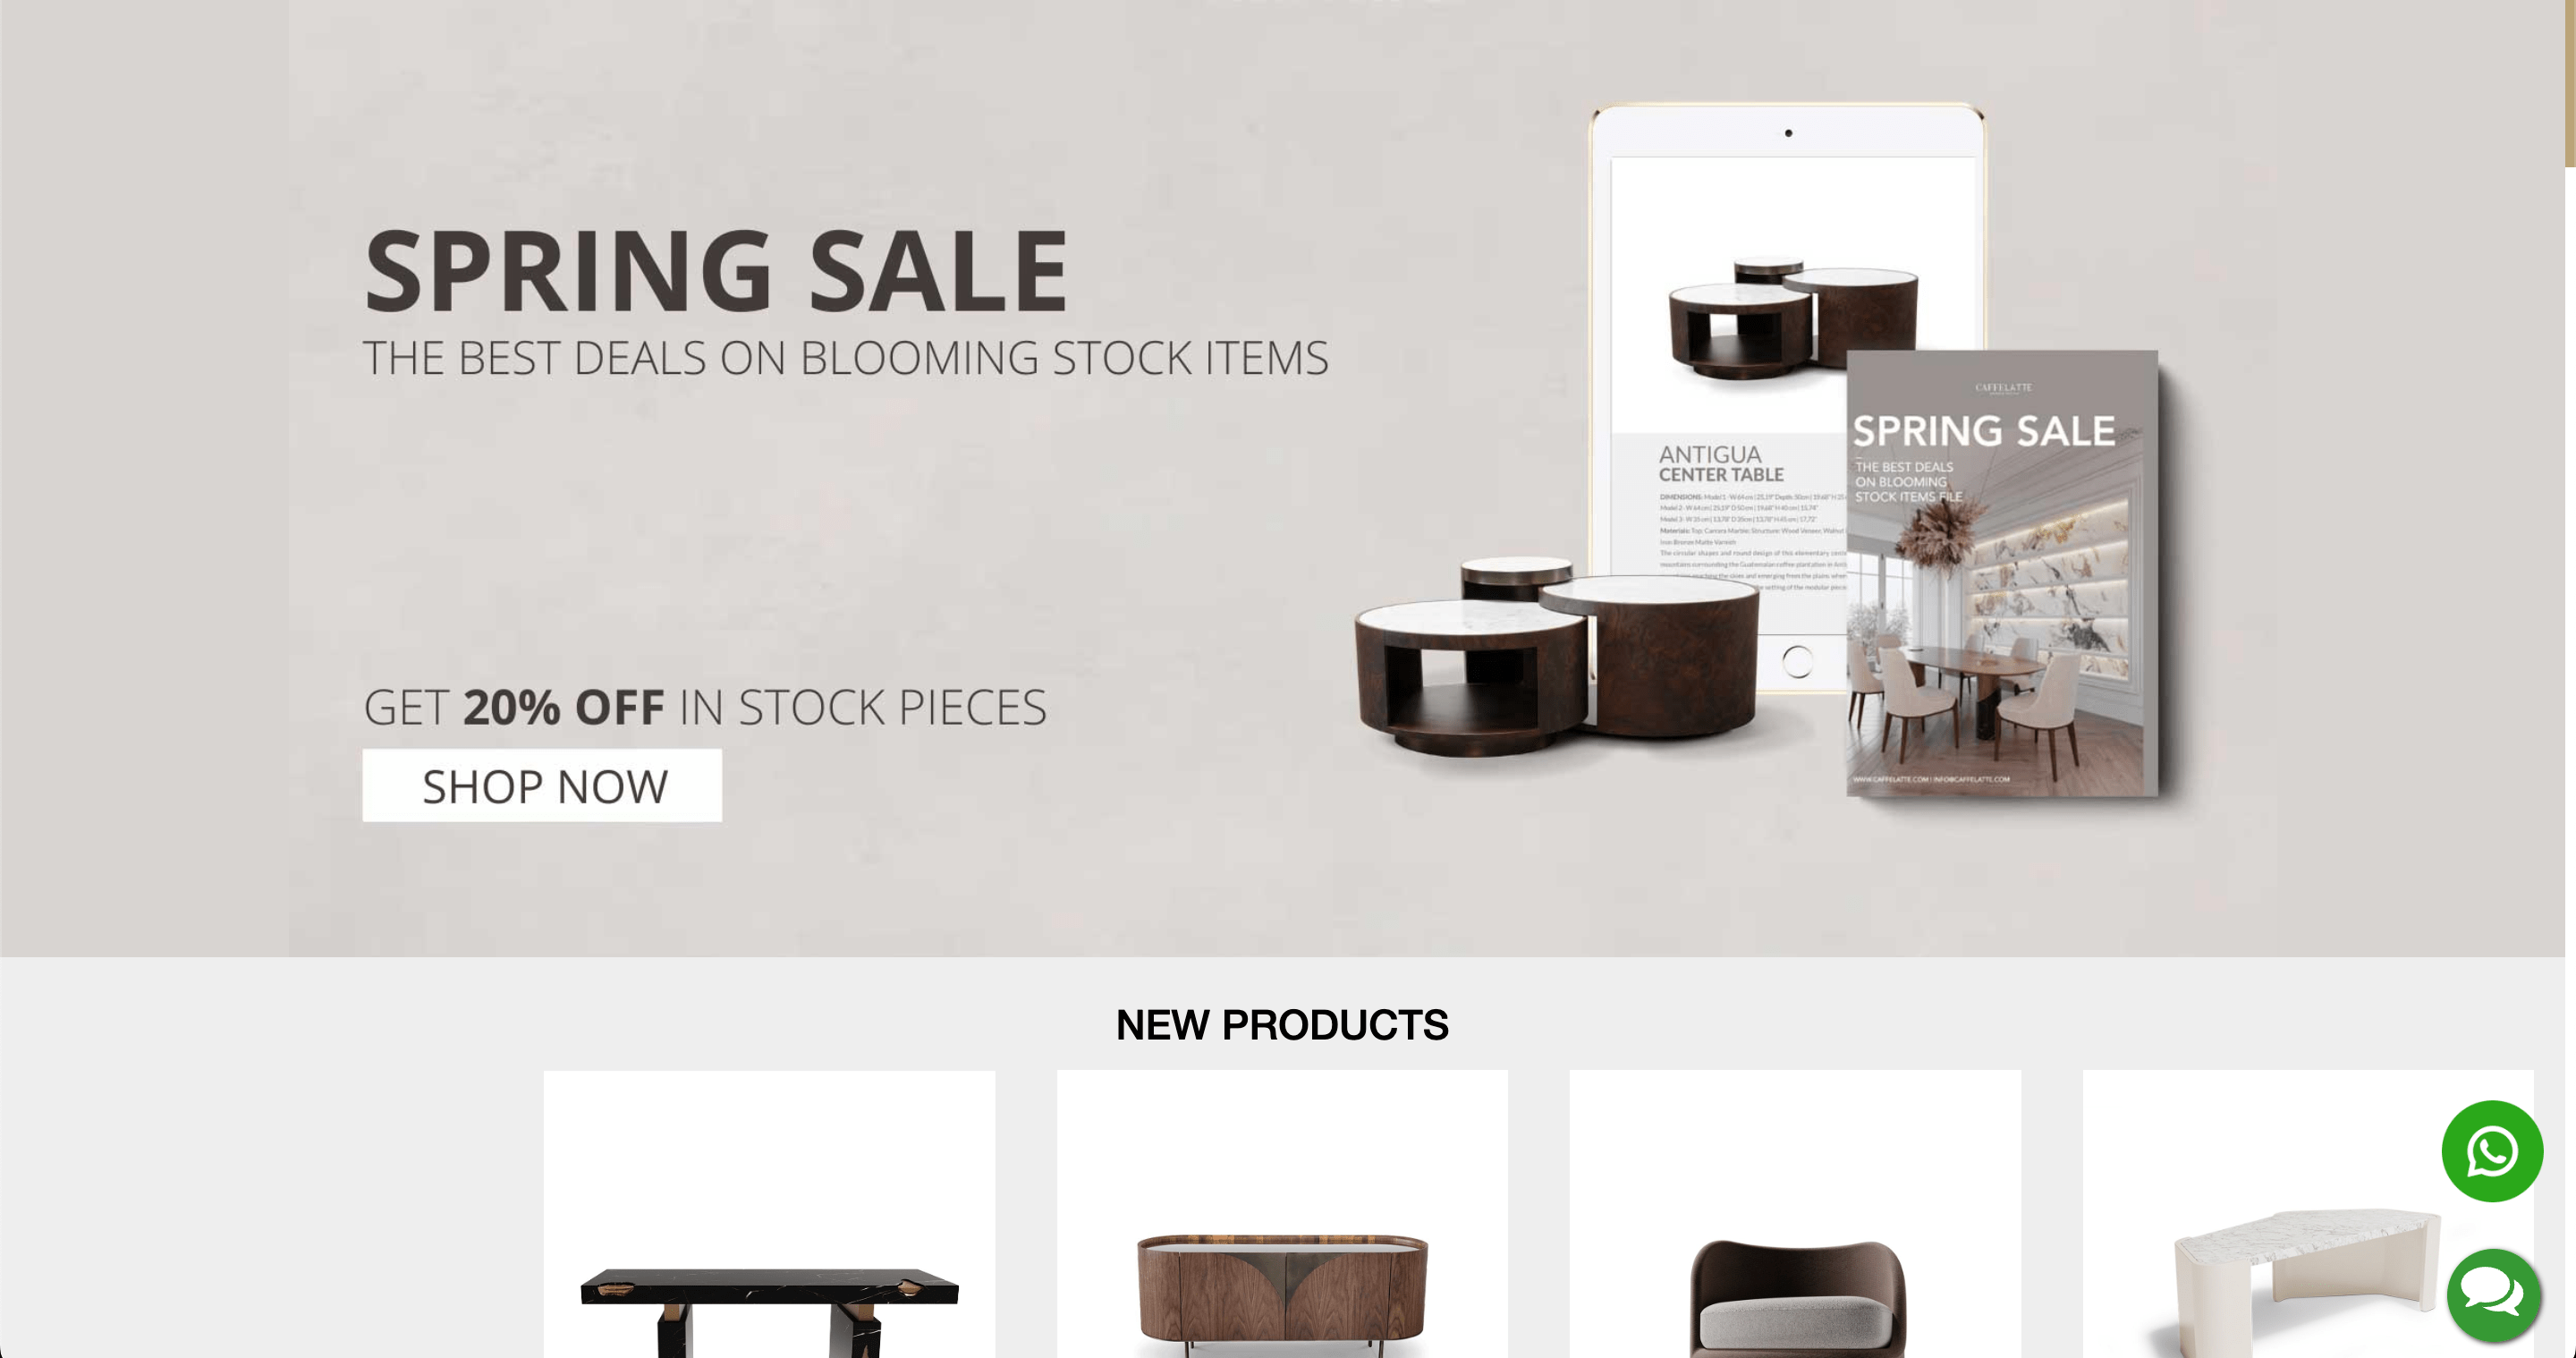 SPRING SALE
THE BEST DEALS ON BLOOMING STOCK ITEMS
GET 20% OFF IN STOCK PIECES
SHOP NOW
ANTIGUA
CENTER TABLE
CAFFELATTE
SPRING SALE
THE BEST DEALS
ON BLOOMING
STOCK ITEMS FILE
WWW.CAFFELATTE.COM | INFO@CAFFELATTE.COM
NEW PRODUCTS